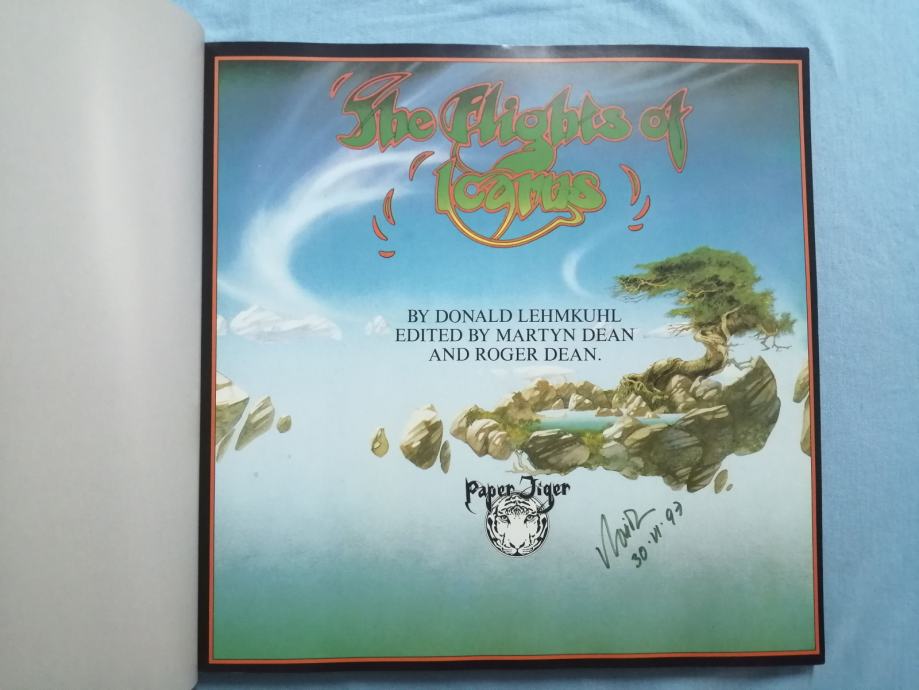 The Flights of
Icarus
BY DONALD LEHMKUHL
EDITED BY MARTYN DEAN
AND ROGER DEAN.
Paper Tiger
30·VI·93